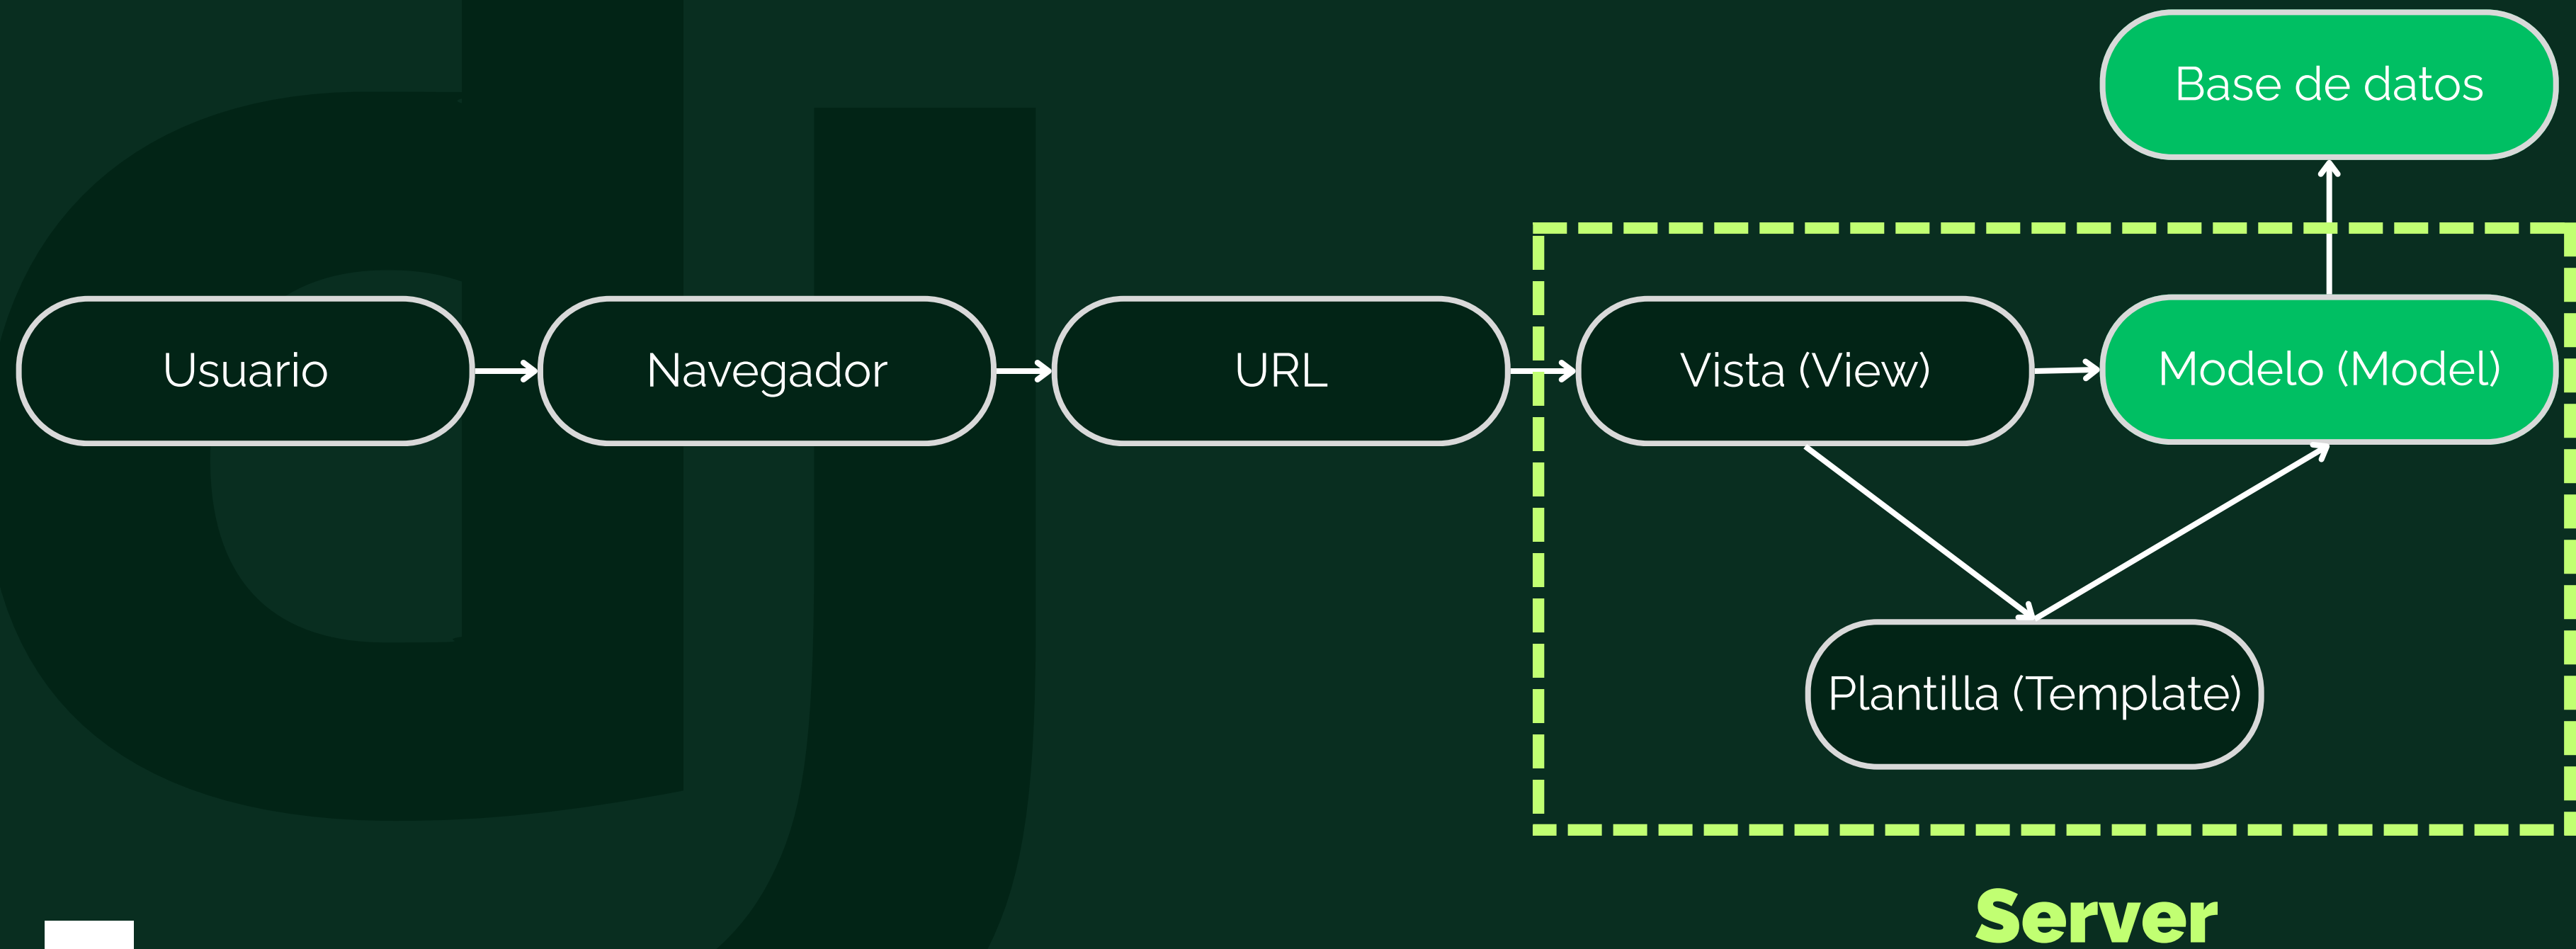 Base de datos
Usuario
Navegador
URL
Vista (View)
Modelo (Model)
Plantilla (Template)
Server